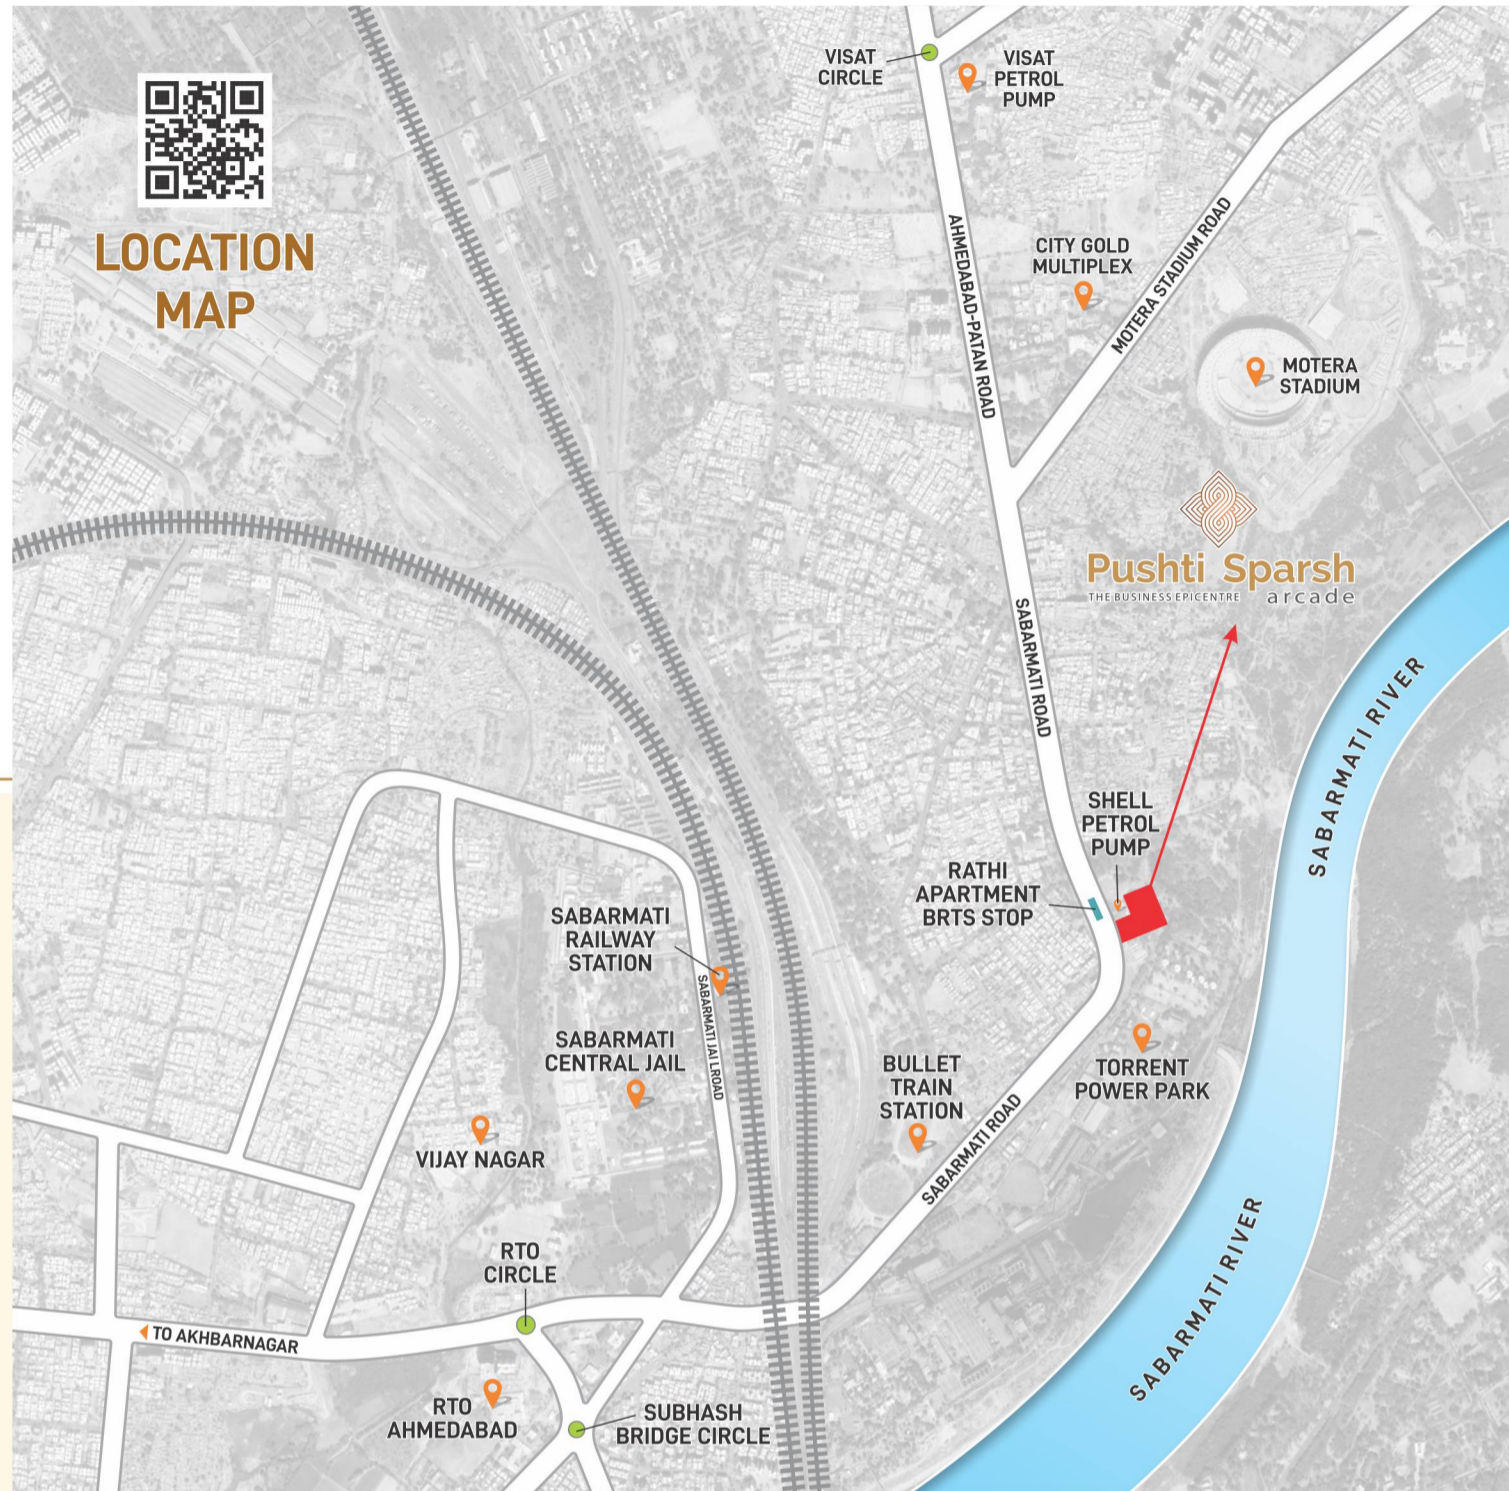 LOCATION
MAP
VISAT
CIRCLE
VISAT
PETROL
PUMP
AHMEDABAD-PATAN ROAD
CITY GOLD
MULTIPLEX
MOTERA STADIUM ROAD
MOTERA
STADIUM
Pushti Sparsh
THE BUSINESS EPICENTRE arcade
SABARMATI ROAD
SABARMATI RIVER
SHELL
PETROL
PUMP
RATHI
APARTMENT
BRTS STOP
SABARMATI
RAILWAY
STATION
SABARMATI JAI LROAD
SABARMATI
CENTRAL JAIL
BULLET
TRAIN
STATION
TORRENT
POWER PARK
VIJAY NAGAR
SABARMATI ROAD
SABARMATI RIVER
RTO
CIRCLE
TO AKHBARNAGAR
RTO
AHMEDABAD
SUBHASH
BRIDGE CIRCLE